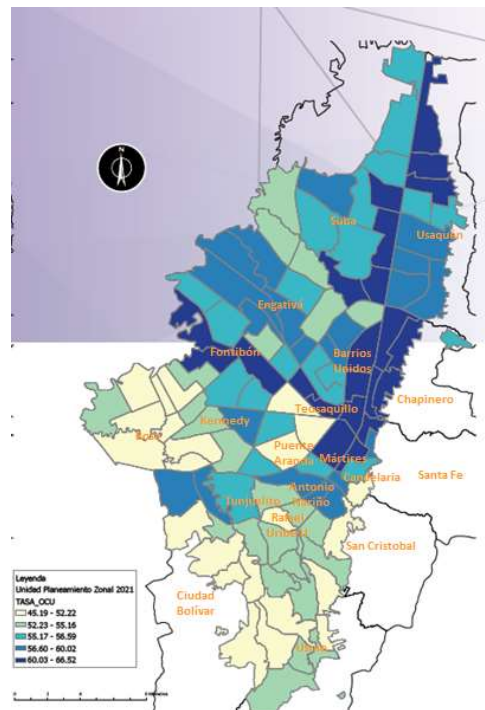 N
Suba
Usaquén
Engativá
Fontibón
Barrios
Unidos
Teusaquillo
Chapinero
Kennedy
Bosa
Puente
Aranda
Mártires
Candelaria
Santa Fe
Antonio
Nariño
Tunjuelito
Rafael
Uribe U
San Cristobal
Ciudad
Bolívar
Usme
Leyenda
Unidad Planeamiento Zonal 2021
TASA_OCU
45.19 - 52.22
52.23 - 55.16
55.17 - 56.59
56.60 - 60.02
60.03 - 66.52